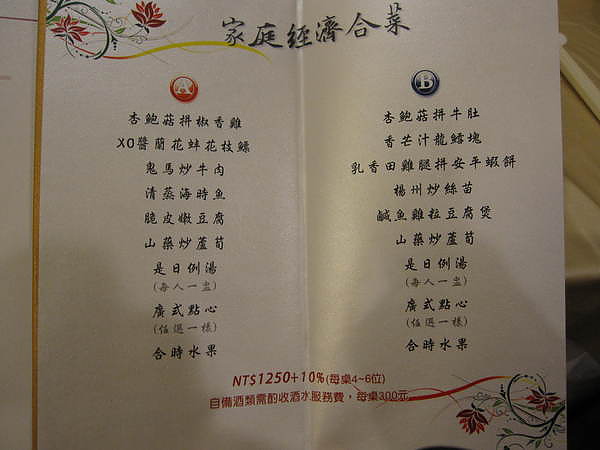 家庭經濟合菜
A
杏鮑菇拼椒香雞
XO醬蘭花蚌花枝鰾
鬼馬炒牛肉
清蒸海時魚
脆皮嫩豆腐
山藥炒蘆筍
是日例湯
(每人一盅)
廣式點心
(任選一樣)
合時水果
B
杏鮑菇拼牛肚
香芒汁龍鱈塊
乳香田雞腿拼安平蝦餅
楊州炒絲苗
鹹魚雞粒豆腐煲
山藥炒蘆筍
是日例湯
(每人一盅)
廣式點心
(任選一樣)
合時水果
NT$1250+10%(每桌4~6位)
自備酒類需酌收酒水服務費，每桌300元